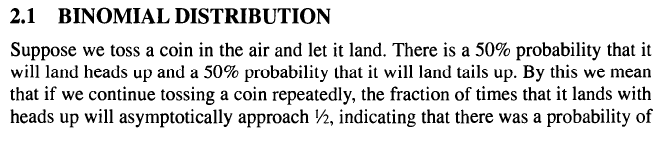 2.1 BINOMIAL DISTRIBUTION
Suppose we toss a coin in the air and let it land. There is a 50% probability that it
will land heads up and a 50% probability that it will land tails up. By this we mean
that if we continue tossing a coin repeatedly, the fraction of times that it lands with
heads up will asymptotically approach ½, indicating that there was a probability of